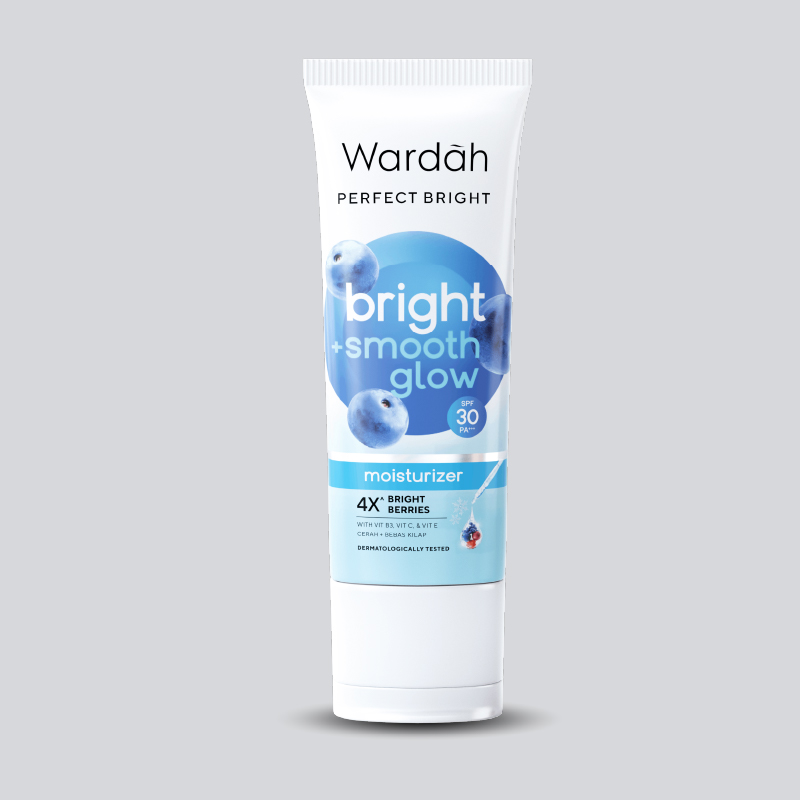 Wardãh
PERFECT BRIGHT
bright
+smooth
glow
SPF
30
PA+++
moisturizer
4X^ BRIGHT
BERRIES
WITH VIT B3, VIT C, & VIT E
CERAH + BEBAS KILAP
DERMATOLOGICALLY TESTED